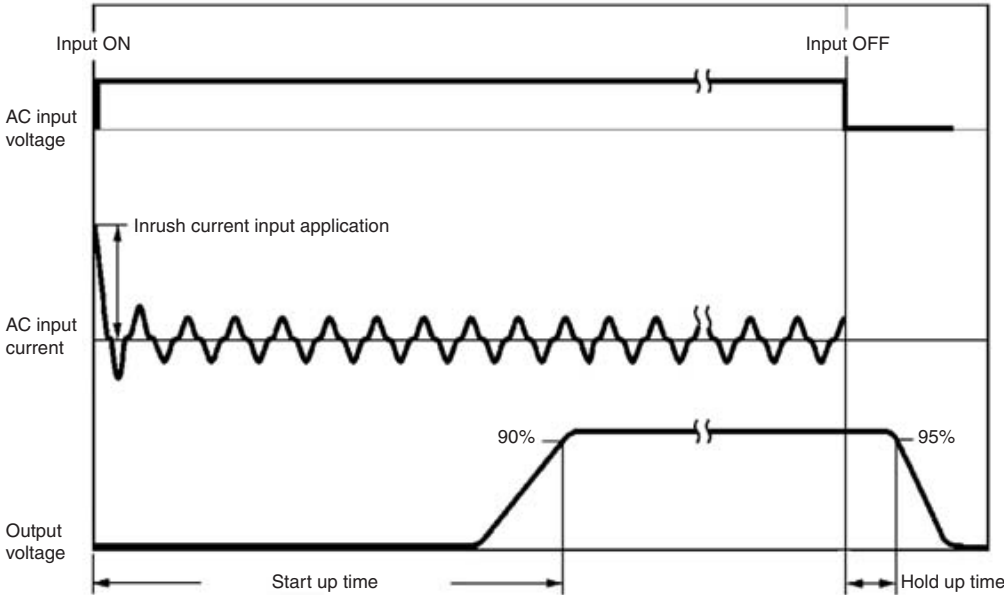 Input ON
Input OFF
AC input
voltage
Inrush current input application
AC input
current
90%
95%
Output
voltage
Start up time
Hold up time